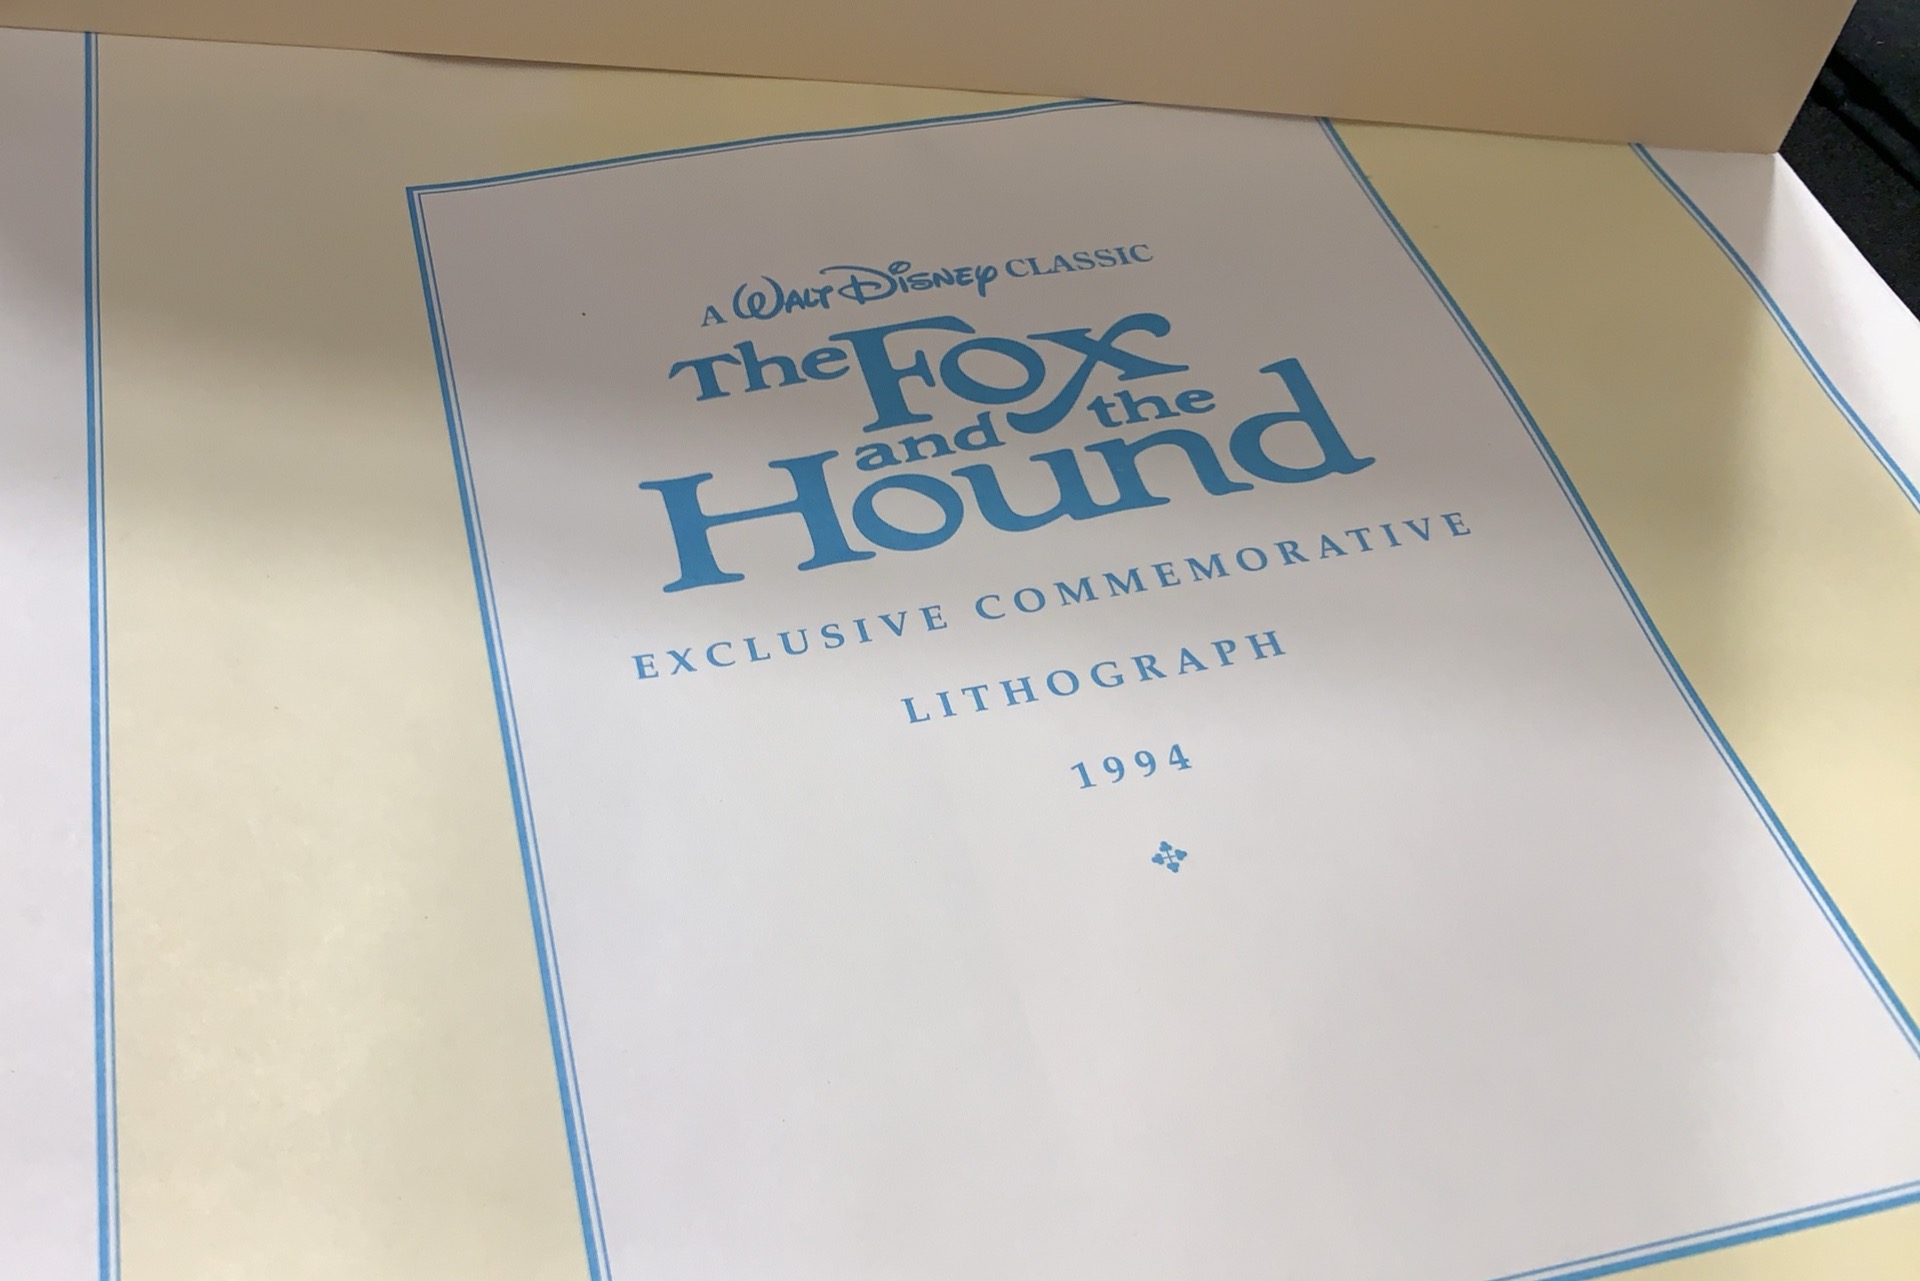 A WALT DISNEY CLASSIC
The Fox
and the
Hound
EXCLUSIVE COMMEMORATIVE
LITHOGRAPH
1994